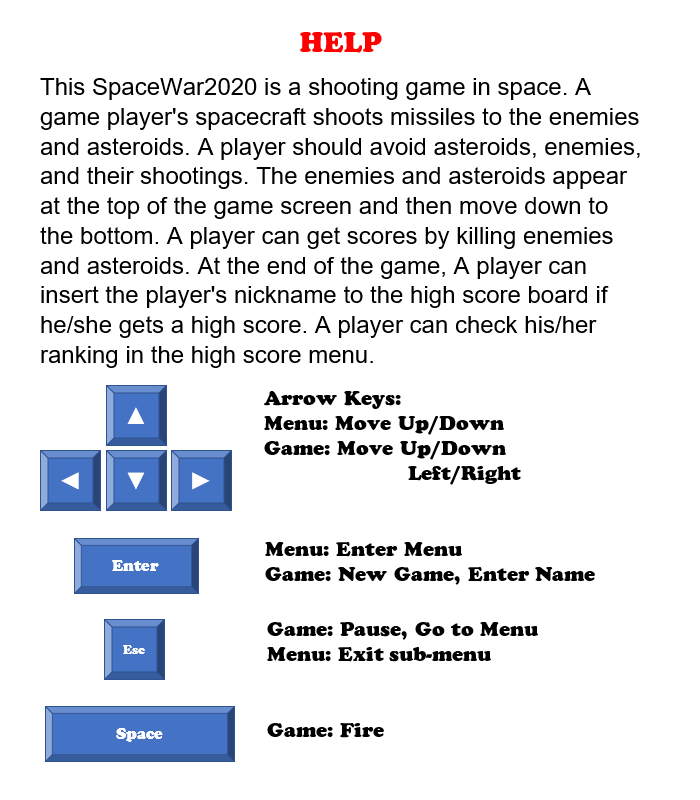 HELP
This SpaceWar2020 is a shooting game in space. A
game player's spacecraft shoots missiles to the enemies
and asteroids. A player should avoid asteroids, enemies,
and their shootings. The enemies and asteroids appear
at the top of the game screen and then move down to
the bottom. A player can get scores by killing enemies
and asteroids. At the end of the game, A player can
insert the player's nickname to the high score board if
he/she gets a high score. A player can check his/her
ranking in the high score menu.
Arrow Keys:
Menu: Move Up/Down
Game: Move Up/Down
Left/Right
Enter
Menu: Enter Menu
Game: New Game, Enter Name
Esc
Game: Pause, Go to Menu
Menu: Exit sub-menu
Space
Game: Fire